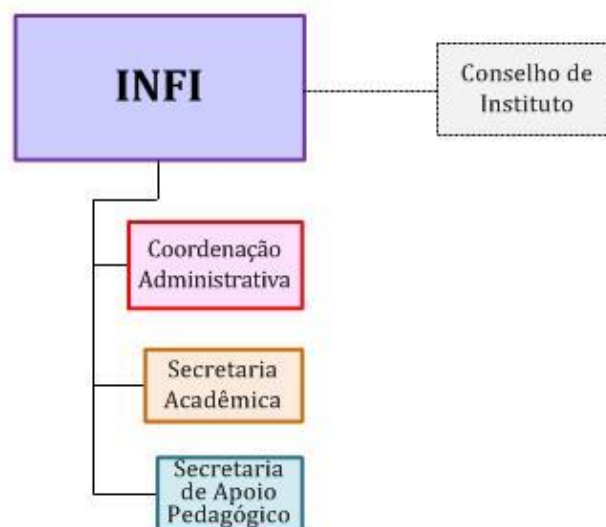 INFI
Conselho de
Instituto
Coordenação
Administrativa
Secretaria
Acadêmica
Secretaria
de Apoio
Pedagógico